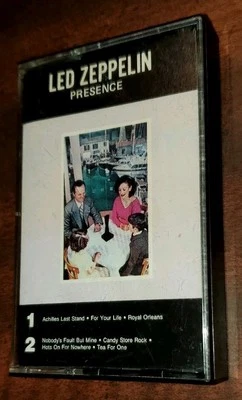 LED ZEPPELIN
PRESENCE
1 Achilles Last Stand • For Your Life • Royal Orleans
2 Nobody's Fault But Mine • Candy Store Rock •
Hots On For Nowhere • Tea For One